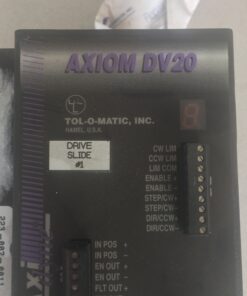 AXIOM DV20
TOL-O-MATIC, INC.
HAMEL, U.S.A.
DRIVE
SLIDE
#1
CW LIM
CCW LIM
LIM COM
ENABLE +
ENABLE -
STEP/CW+
STEP/CW-
DIR/CCW+
DIR/CCW-
IN POS +
IN POS -
EN OUT +
EN OUT -
FLT OUT +